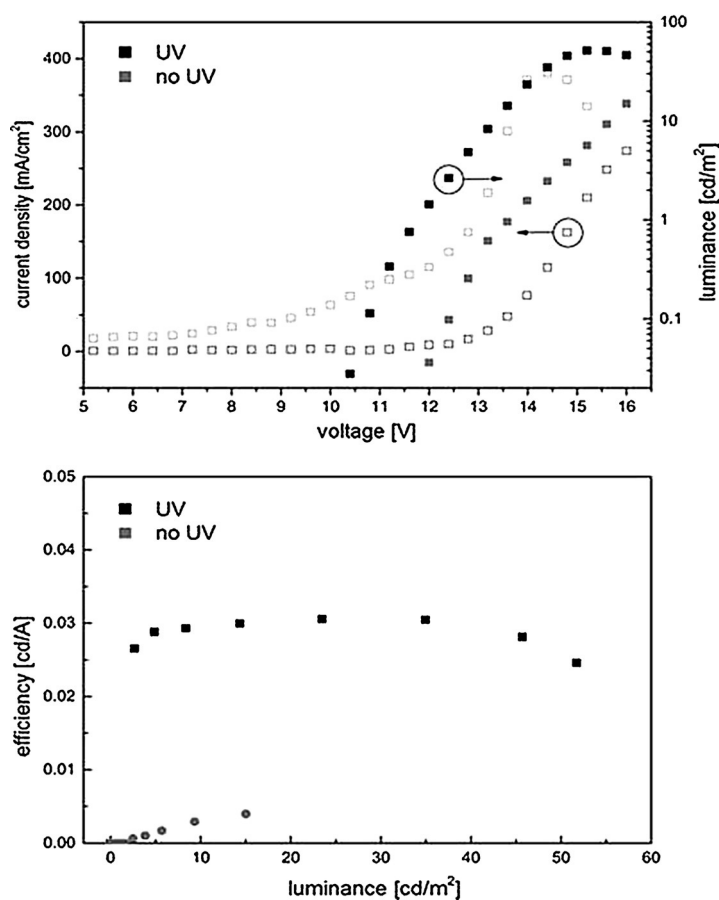 UV
no UV
400
300
200
100
0
current density [mA/cm²]
100
10
1
0.1
luminance [cd/m²]
5 6 7 8 9 10 11 12 13 14 15 16
voltage [V]
UV
no UV
0.05
0.04
0.03
0.02
0.01
0.00
efficiency [cd/A]
0 10 20 30 40 50 60
luminance [cd/m²]